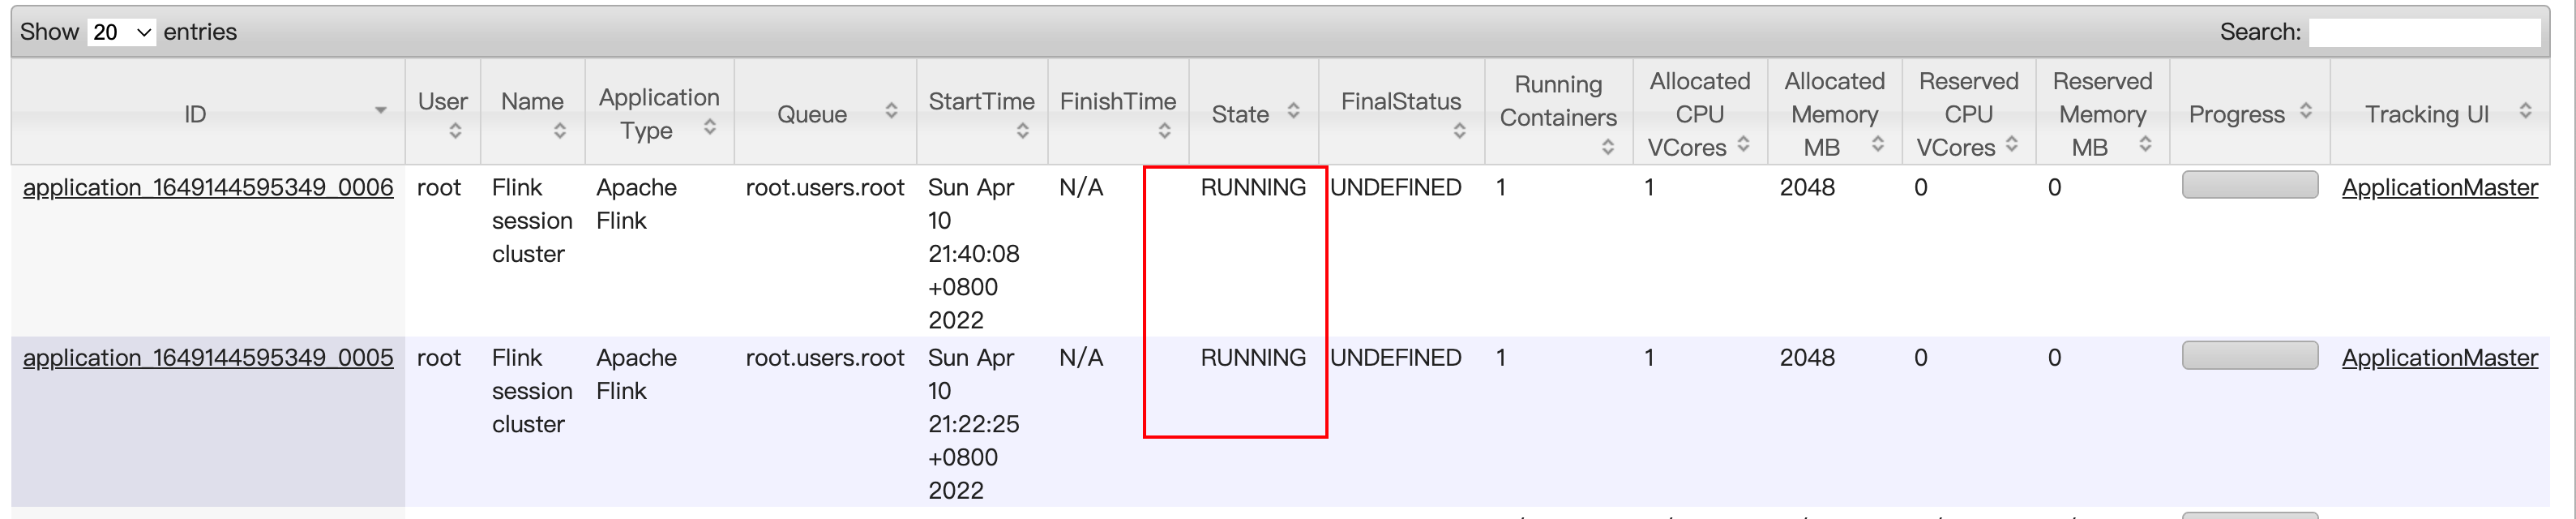 Show 20 entries Search:
ID User Name Application Type Queue StartTime FinishTime State FinalStatus Running Containers Allocated CPU VCores Allocated Memory MB Reserved CPU VCores Reserved Memory MB Progress Tracking UI
application_1649144595349_0006 root Flink session cluster Apache Flink root.users.root Sun Apr 10 21:40:08 +0800 2022 N/A RUNNING UNDEFINED 1 1 2048 0 0 ApplicationMaster
application_1649144595349_0005 root Flink session cluster Apache Flink root.users.root Sun Apr 10 21:22:25 +0800 2022 N/A RUNNING UNDEFINED 1 1 2048 0 0 ApplicationMaster